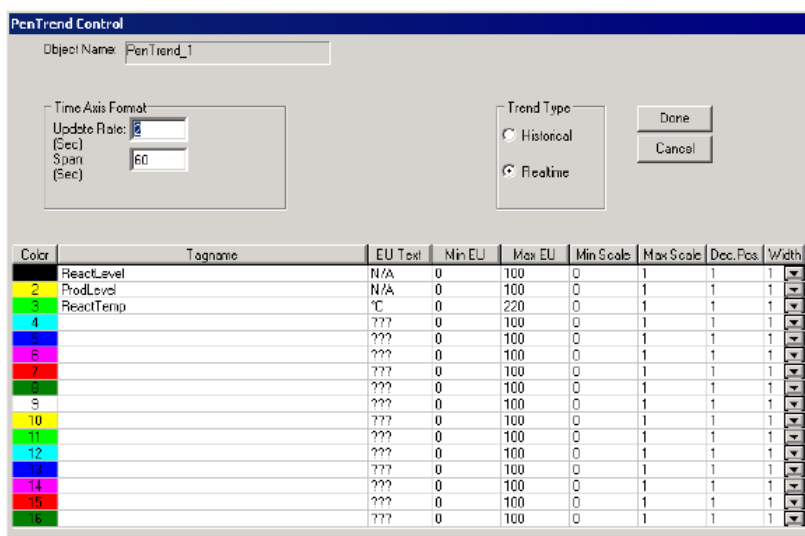 PenTrend Control
Object Name: PenTrend_1
Time Axis Format
Update Rate: 2
(Sec)
Span: 60
(Sec)
Trend Type
Historical
Realtime
Done
Cancel
Color Tagname EU Text Min EU Max EU Min Scale Max Scale Dec.Pos. Width
ReactLevel N/A 0 100 0 1 1 1
2 ProdLevel N/A 0 100 0 1 1 1
3 ReactTemp °C 0 220 0 1 1 1
4 ??? 0 100 0 1 1 1
5 ??? 0 100 0 1 1 1
6 ??? 0 100 0 1 1 1
7 ??? 0 100 0 1 1 1
8 ??? 0 100 0 1 1 1
9 ??? 0 100 0 1 1 1
10 ??? 0 100 0 1 1 1
11 ??? 0 100 0 1 1 1
12 ??? 0 100 0 1 1 1
13 ??? 0 100 0 1 1 1
14 ??? 0 100 0 1 1 1
15 ??? 0 100 0 1 1 1
16 ??? 0 100 0 1 1 1